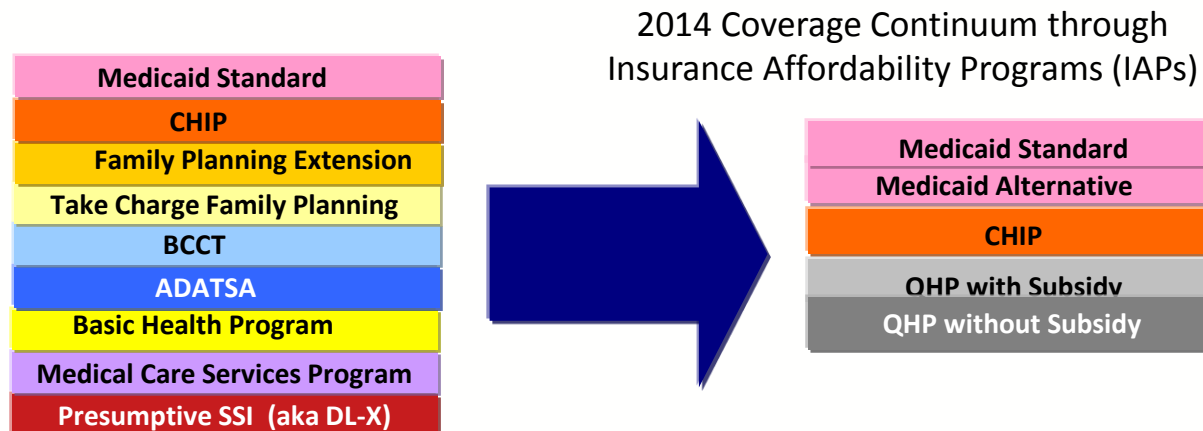 2014 Coverage Continuum through
Insurance Affordability Programs (IAPs)
Medicaid Standard
CHIP
Family Planning Extension
Take Charge Family Planning
BCCT
ADATSA
Basic Health Program
Medical Care Services Program
Presumptive SSI (aka DL-X)
Medicaid Standard
Medicaid Alternative
CHIP
QHP with Subsidy
QHP without Subsidy